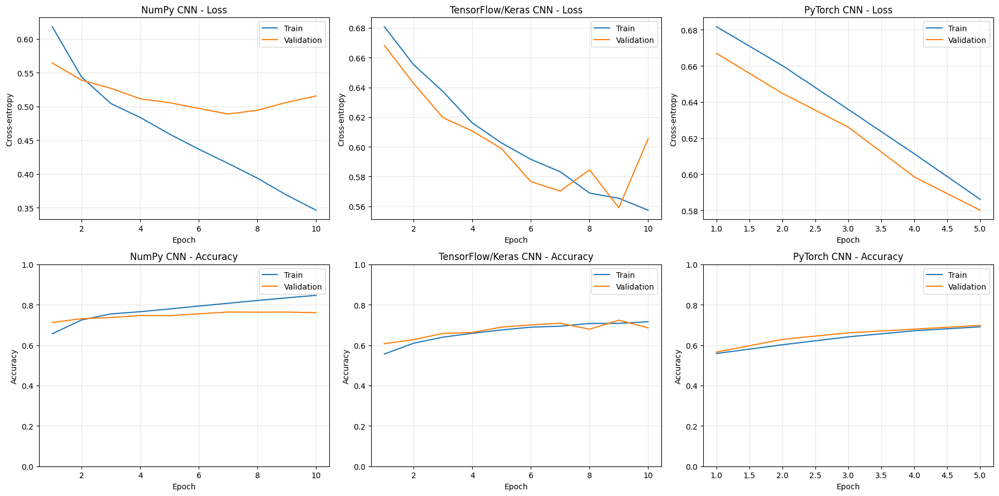 NumPy CNN - Loss
Cross-entropy
0.60
0.55
0.50
0.45
0.40
0.35
Train
Validation
2 4 6 8 10
Epoch
TensorFlow/Keras CNN - Loss
Cross-entropy
0.68
0.66
0.64
0.62
0.60
0.58
0.56
Train
Validation
2 4 6 8 10
Epoch
PyTorch CNN - Loss
Cross-entropy
0.68
0.66
0.64
0.62
0.60
0.58
Train
Validation
1.0 1.5 2.0 2.5 3.0 3.5 4.0 4.5 5.0
Epoch
NumPy CNN - Accuracy
Accuracy
1.0
0.8
0.6
0.4
0.2
0.0
Train
Validation
2 4 6 8 10
Epoch
TensorFlow/Keras CNN - Accuracy
Accuracy
1.0
0.8
0.6
0.4
0.2
0.0
Train
Validation
2 4 6 8 10
Epoch
PyTorch CNN - Accuracy
Accuracy
1.0
0.8
0.6
0.4
0.2
0.0
Train
Validation
1.0 1.5 2.0 2.5 3.0 3.5 4.0 4.5 5.0
Epoch